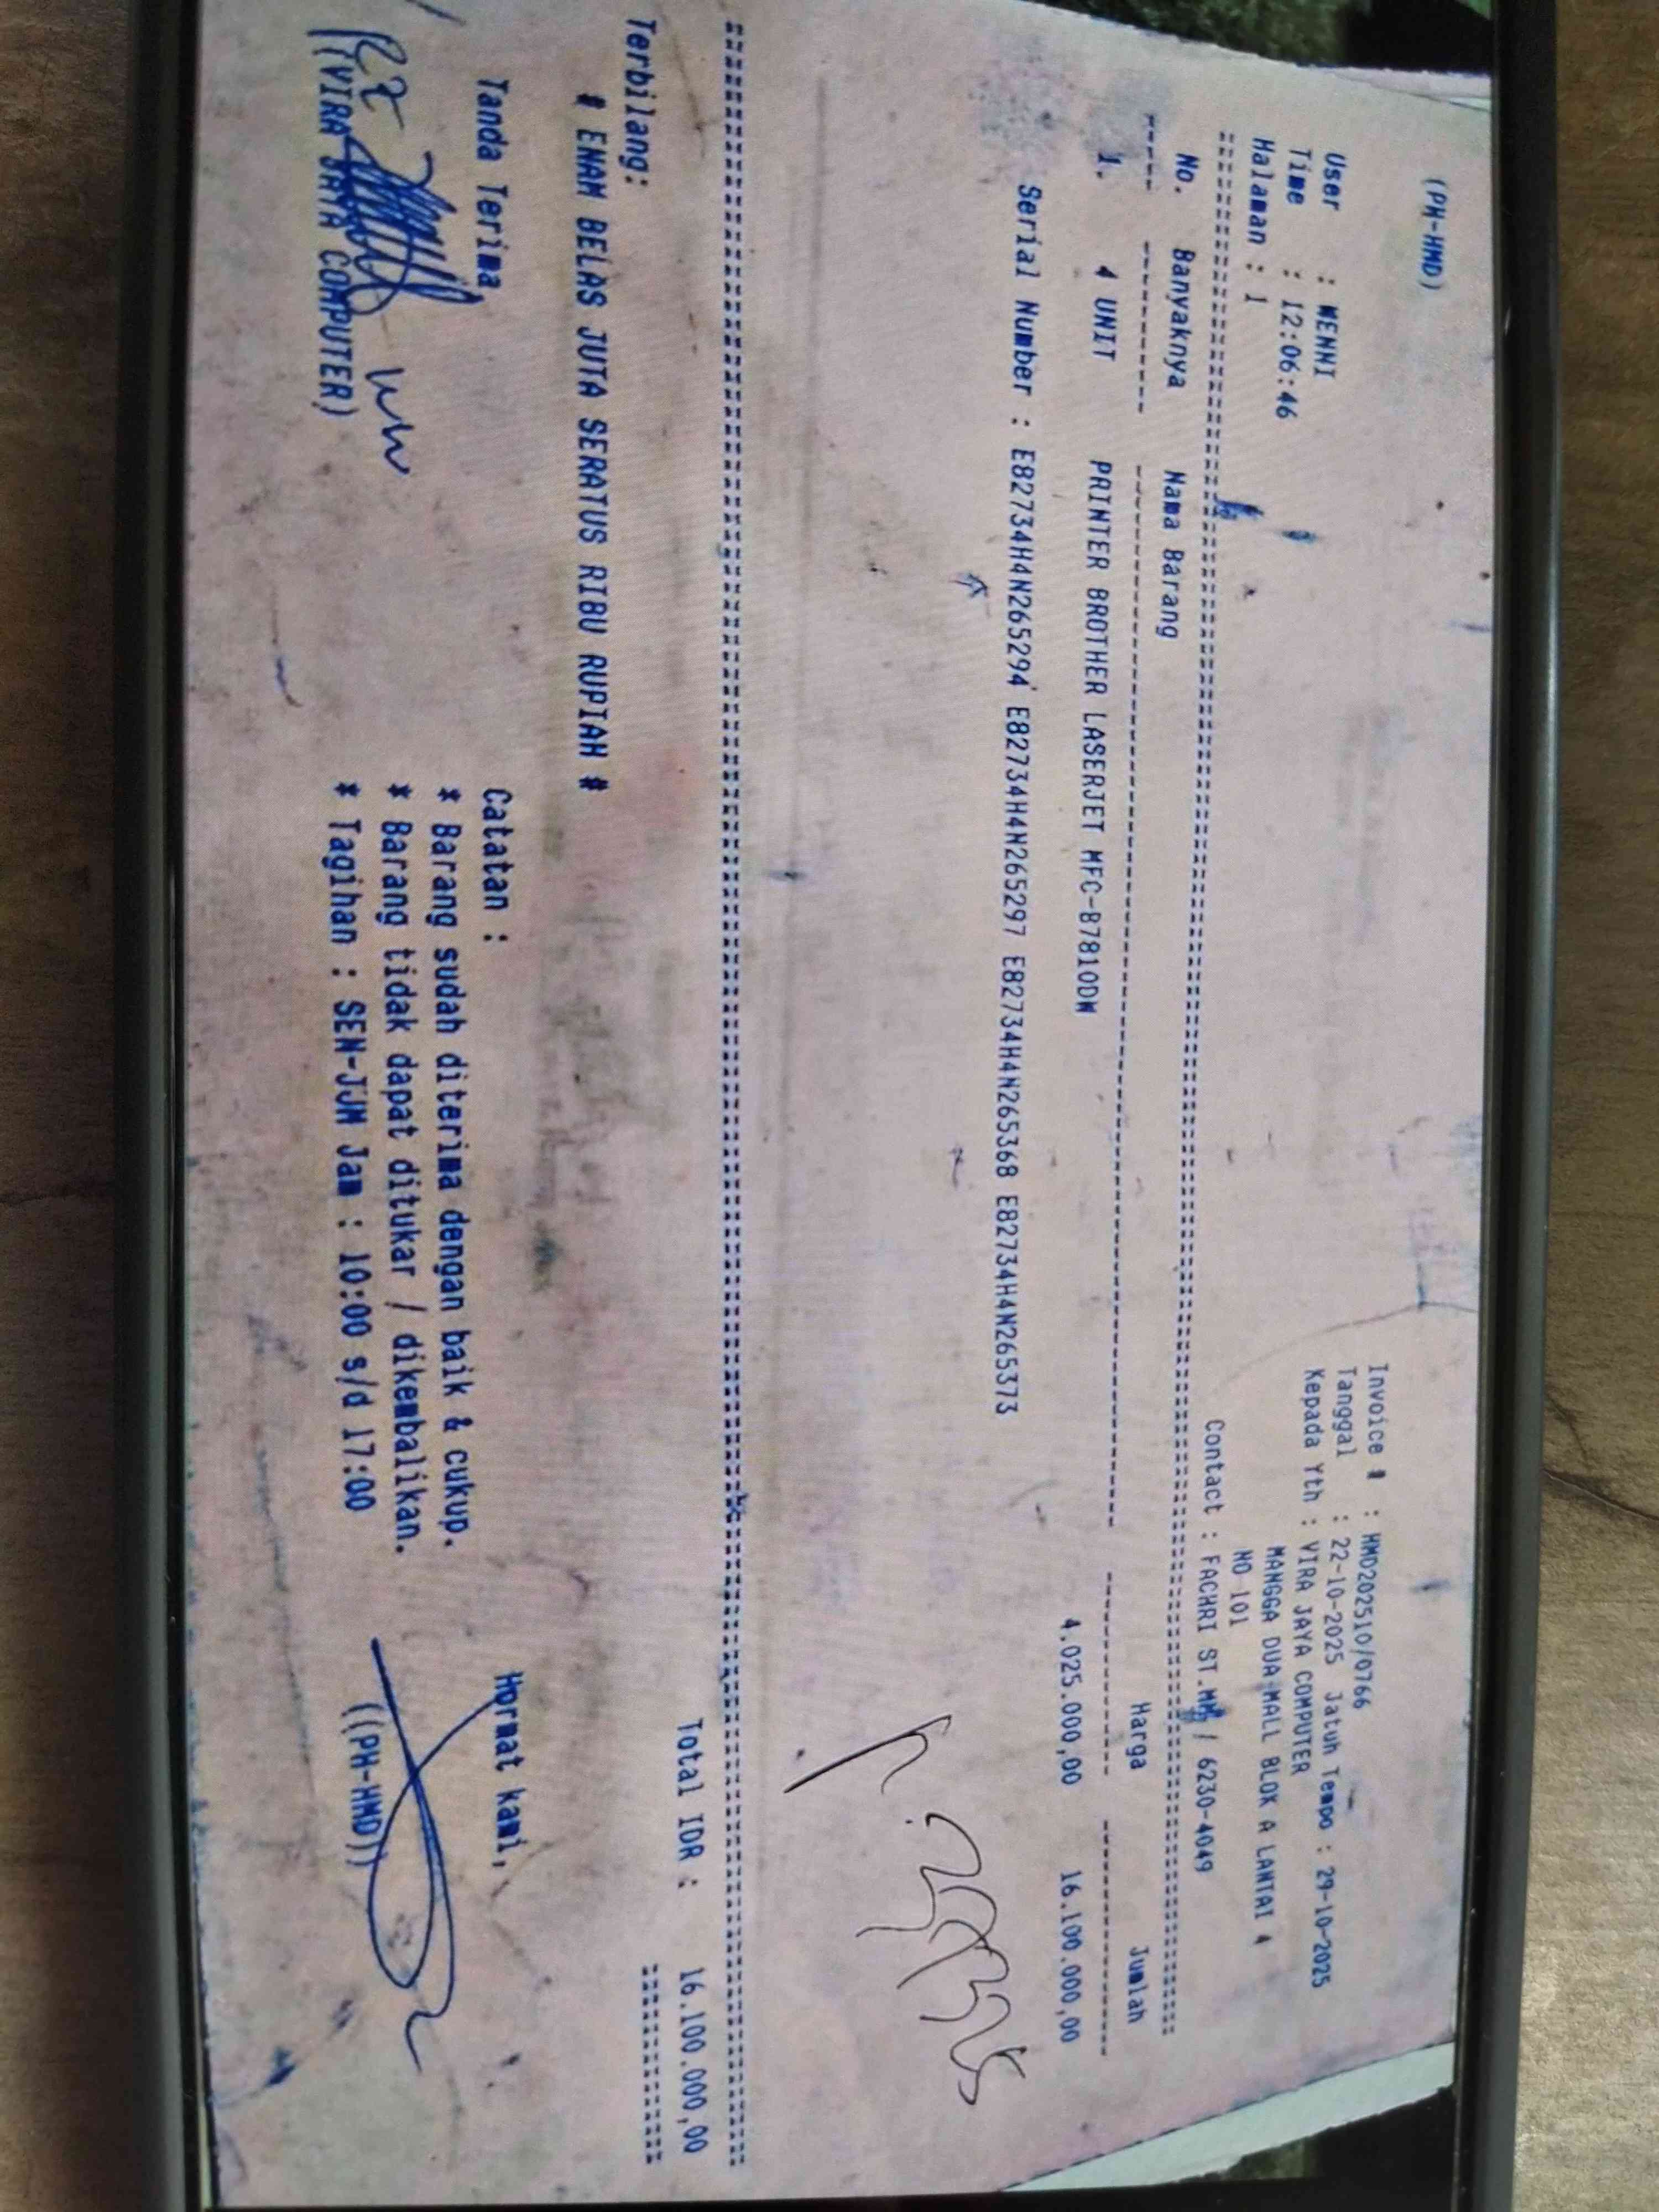 (PH-HMD)
Invoice # : HMD202510/0766
User : WENNI
Tanggal : 22-10-2025 Jatuh Tempo : 29-10-2025
Time : 12:06:46
Kepada Yth : VIRA JAYA COMPUTER
Halaman : 1
MANGGA DUA MALL BLOK A LANTAI 4
NO 101
Contact : FACHRI ST.MM / 6230-4049
No. Banyaknya Nama Barang Harga Jumlah
1. 4 UNIT PRINTER BROTHER LASERJET MFC-B7810DW 4.025.000,00 16.100.000,00
Serial Number : E82734H4N265294 E82734H4N265297 E82734H4N265368 E82734H4N265373
Total IDR : 16.100.000,00
Terbilang:
# ENAM BELAS JUTA SERATUS RIBU RUPIAH #
Tanda Terima
Catatan :
Hormat kami,
* Barang sudah diterima dengan baik & cukup.
* Barang tidak dapat ditukar / dikembalikan.
* Tagihan : SEN-JUM Jam : 10:00 s/d 17:00
((VIRA JAYA COMPUTER)
((PH-HMD))